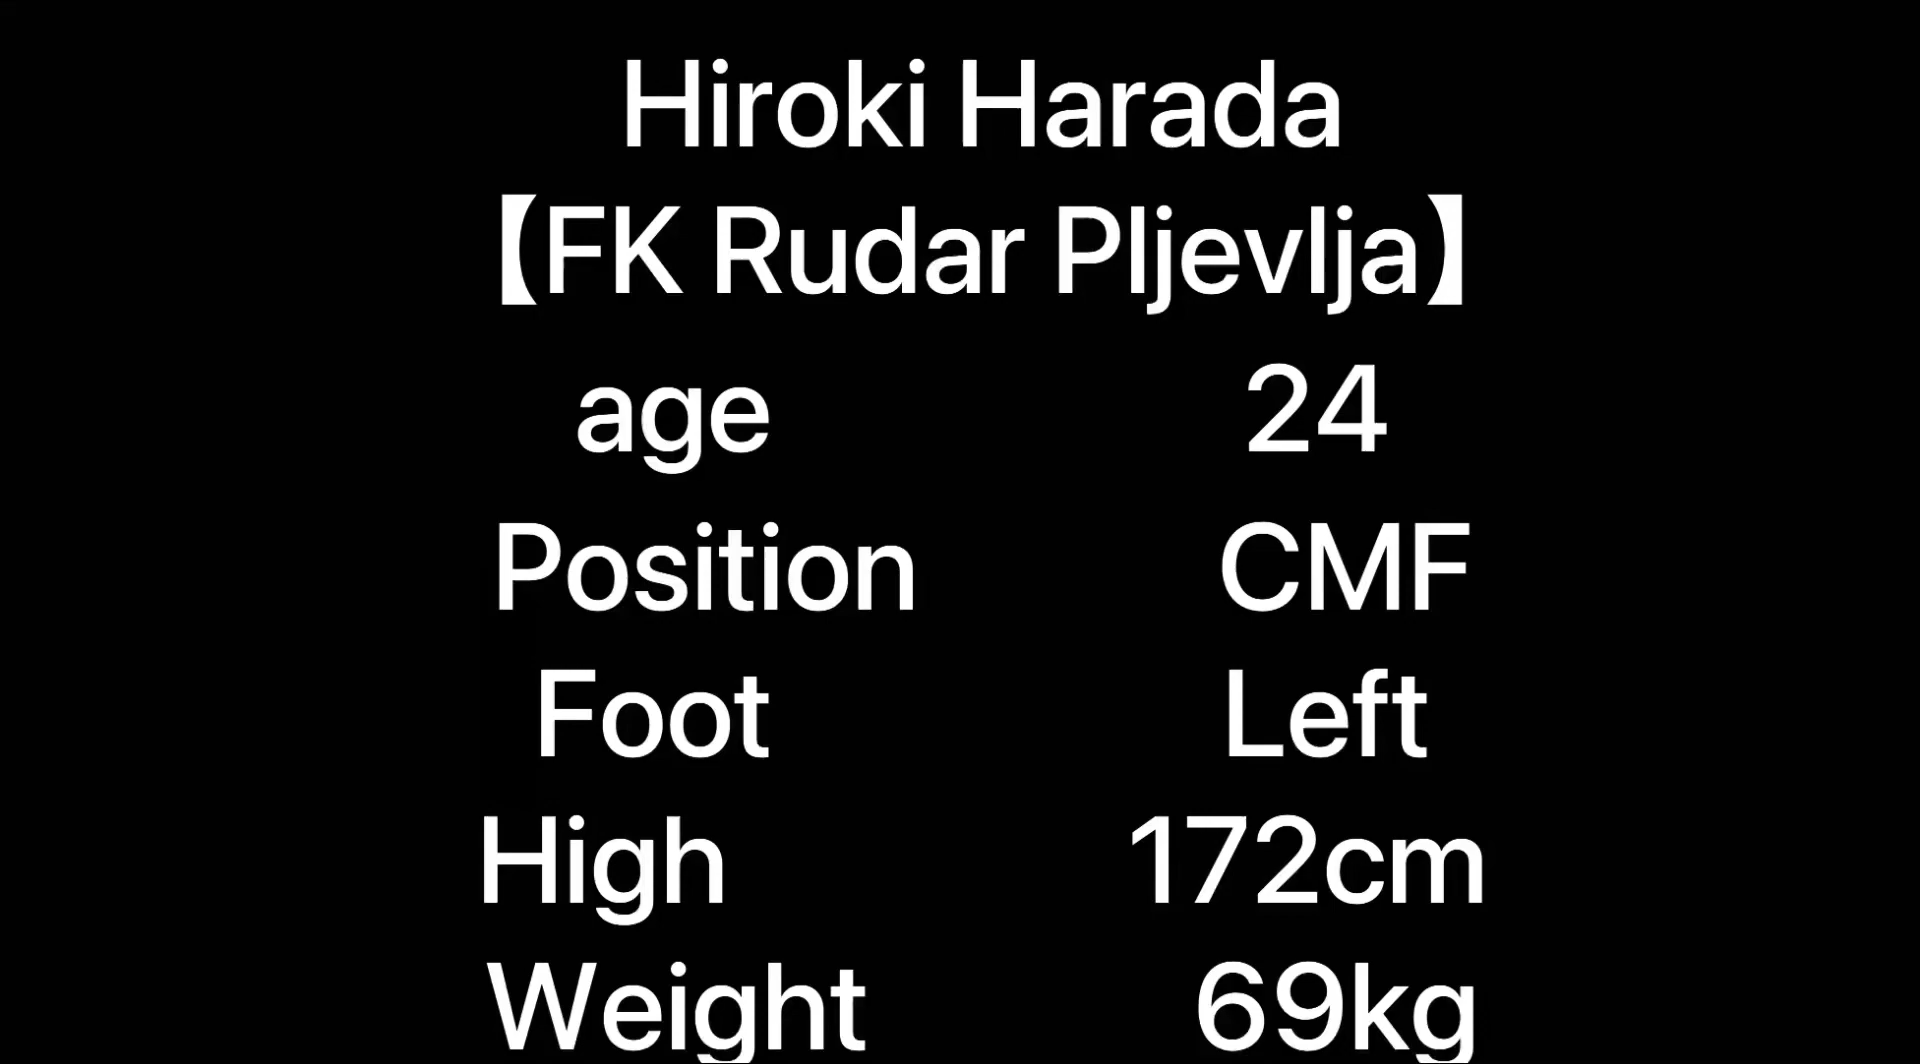 Hiroki Harada
【FK Rudar Pljevlja】
age 24
Position CMF
Foot Left
High 172cm
Weight 69kg